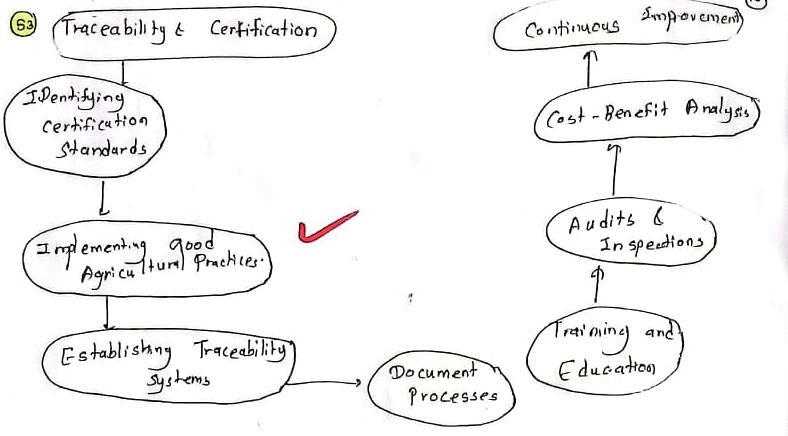 53
Traceability & Certification
IDentifying
Certification
Standards
Implementing good
Agricultural Practices.
Establishing Traceability
Systems
Document
Processes
Training and
Education
Audits &
Inspections
Cost-Benefit Analysis
Continuous Improvement